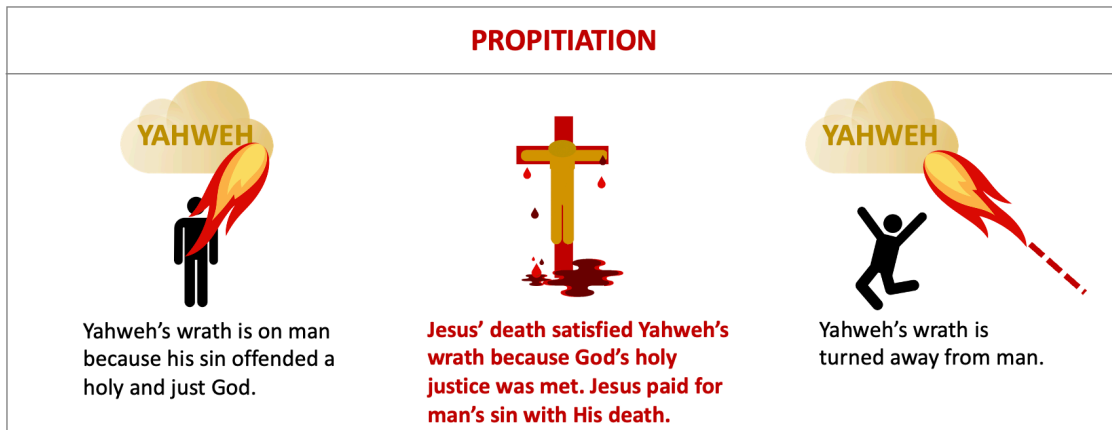 PROPITIATION
YAHWEH
Yahweh’s wrath is on man
because his sin offended a
holy and just God.
Jesus’ death satisfied Yahweh’s
wrath because God’s holy
justice was met. Jesus paid for
man’s sin with His death.
YAHWEH
Yahweh’s wrath is
turned away from man.